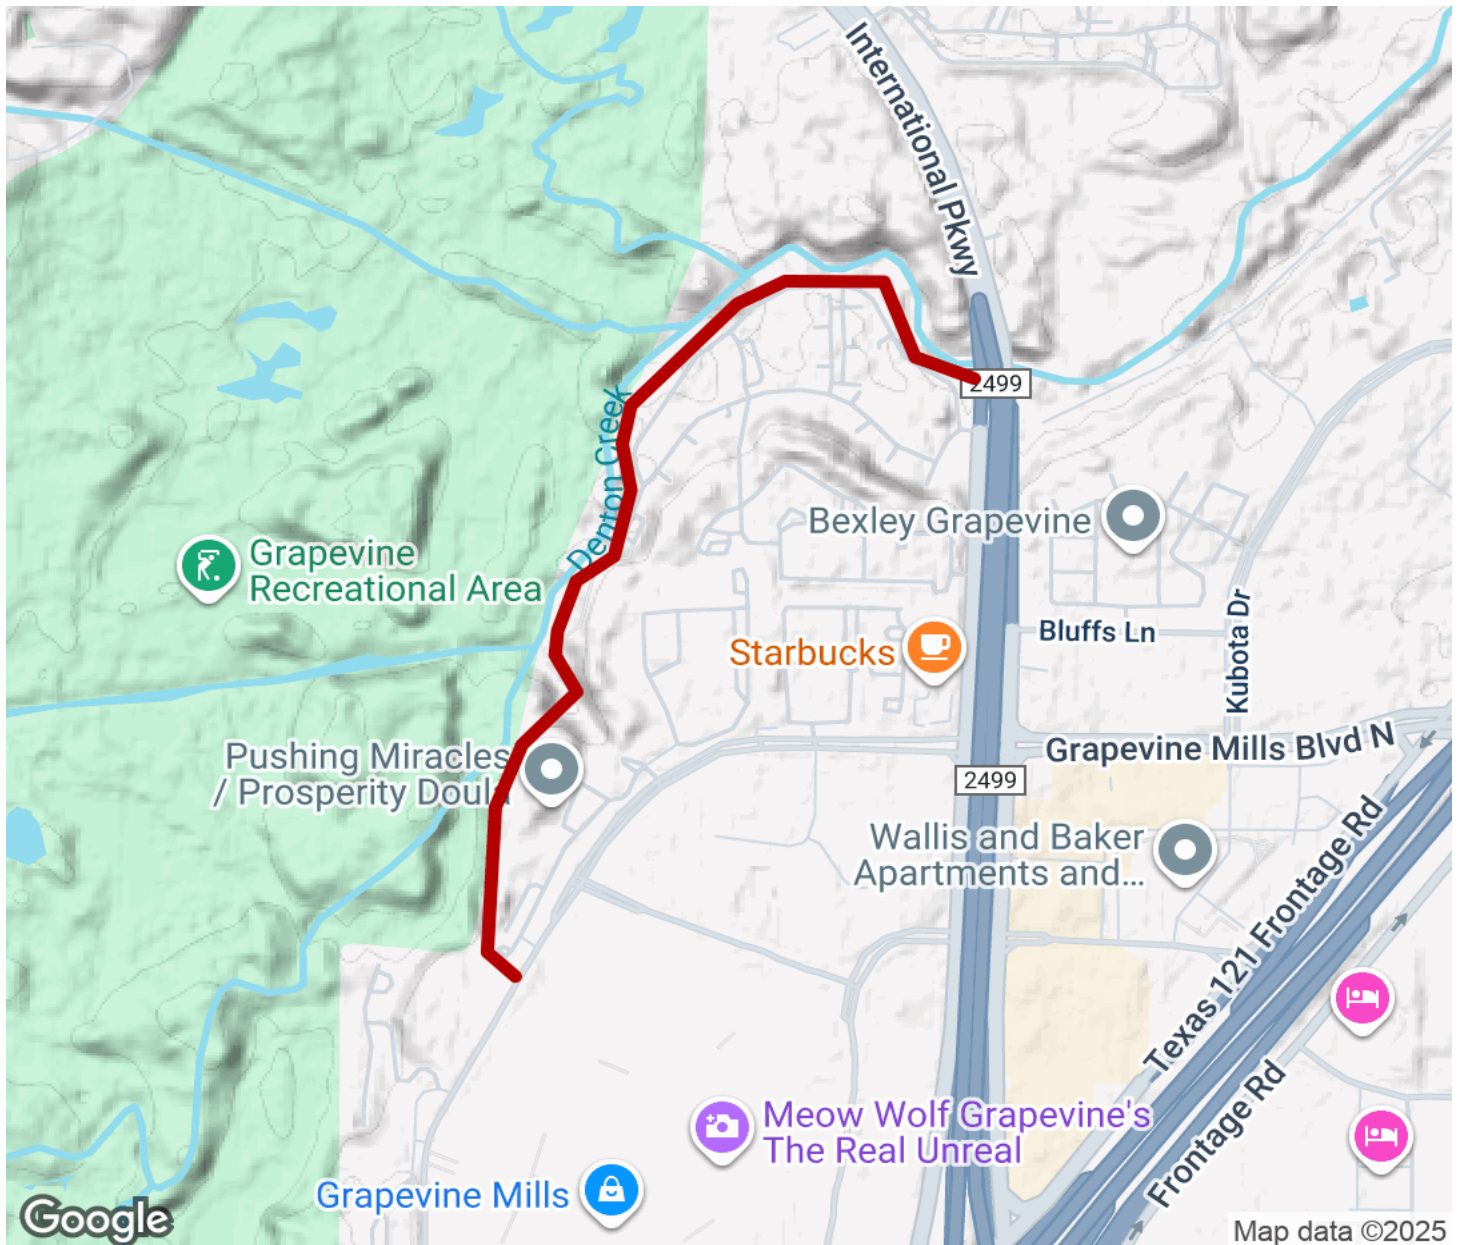 International Pkwy
2499
Denton Creek
Bexley Grapevine
Grapevine
Recreational Area
Bluffs Ln
Kubota Dr
Starbucks
Grapevine Mills Blvd N
Pushing Miracles
/ Prosperity Doula
2499
Wallis and Baker
Apartments and...
Texas 121 Frontage Rd
Frontage Rd
Meow Wolf Grapevine's
The Real Unreal
Grapevine Mills
Google
Map data ©2025